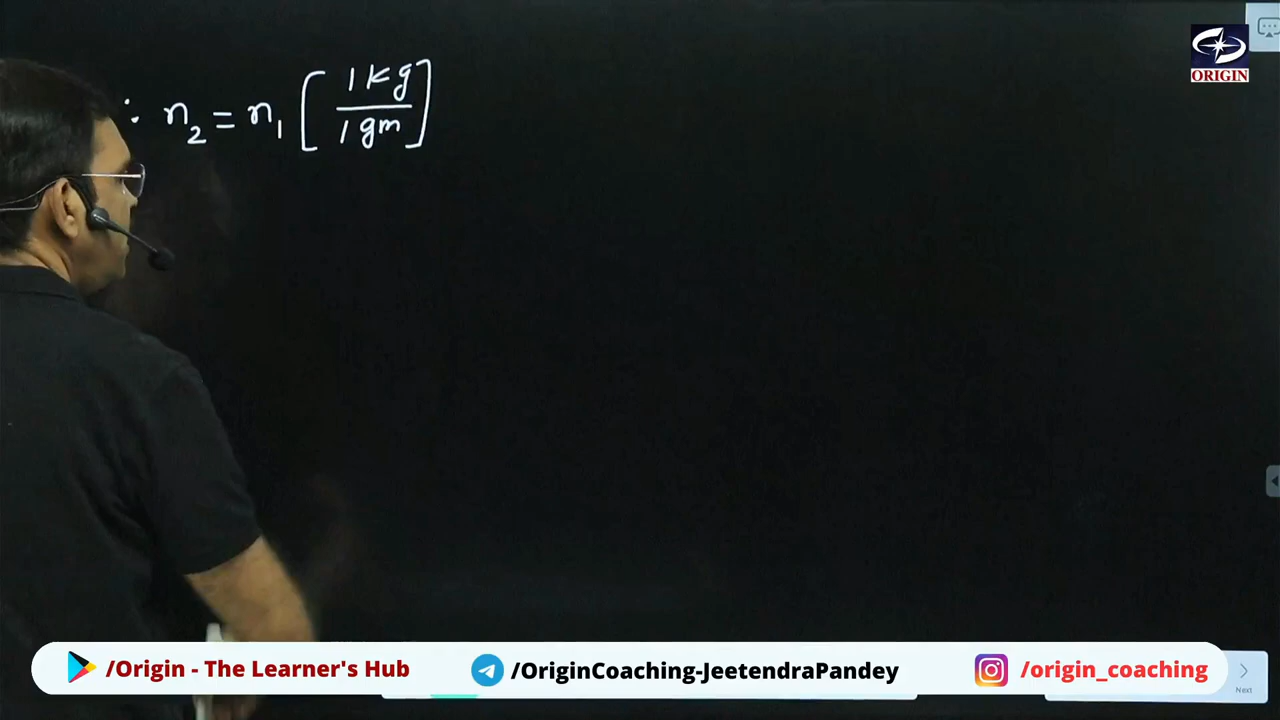 ∴ n₂ = n₁ [ 1 kg / 1 gm ]
ORIGIN
/Origin - The Learner's Hub
/OriginCoaching-JeetendraPandey
/origin_coaching
Next